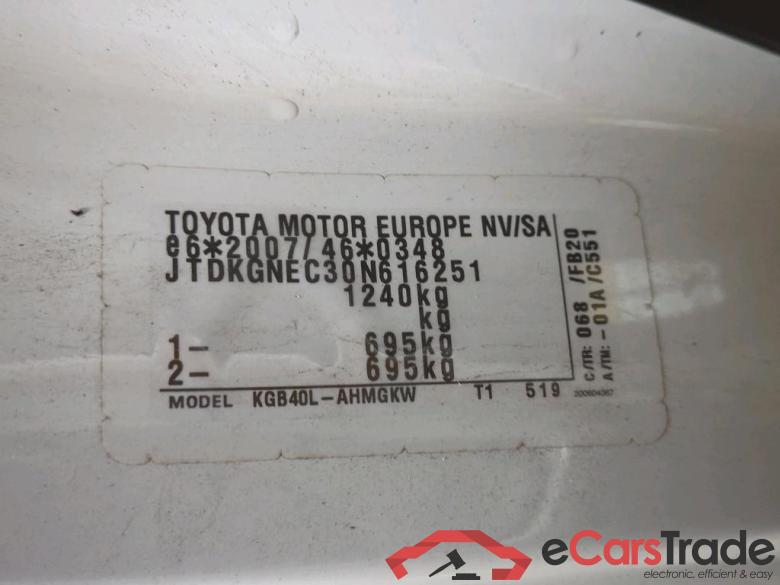 TOYOTA MOTOR EUROPE NV/SA
e6*2007/46*0348
JTDKGNEC30N616251
1240kg
kg
1- 695kg
2- 695kg
MODEL KGB40L-AHMGKW T1 519
C/TR: 068 /FB20
A/TM: -01A /C551
eCarsTrade
electronic, efficient & easy